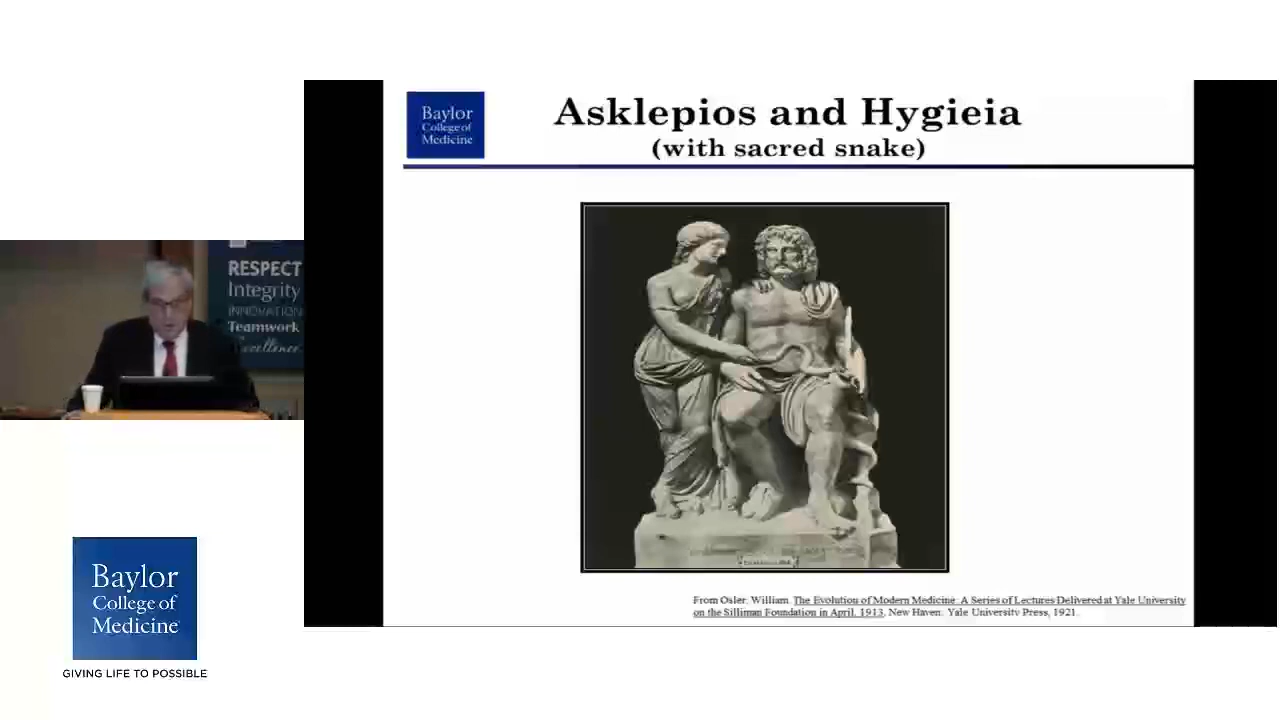 Baylor
College of
Medicine
Asklepios and Hygieia
(with sacred snake)
RESPECT
Integrity
INNOVATION
Teamwork
Excellence
From Osler, William. The Evolution of Modern Medicine: A Series of Lectures Delivered at Yale University
on the Silliman Foundation in April, 1913. New Haven: Yale University Press, 1921.
Baylor
College of
Medicine
GIVING LIFE TO POSSIBLE